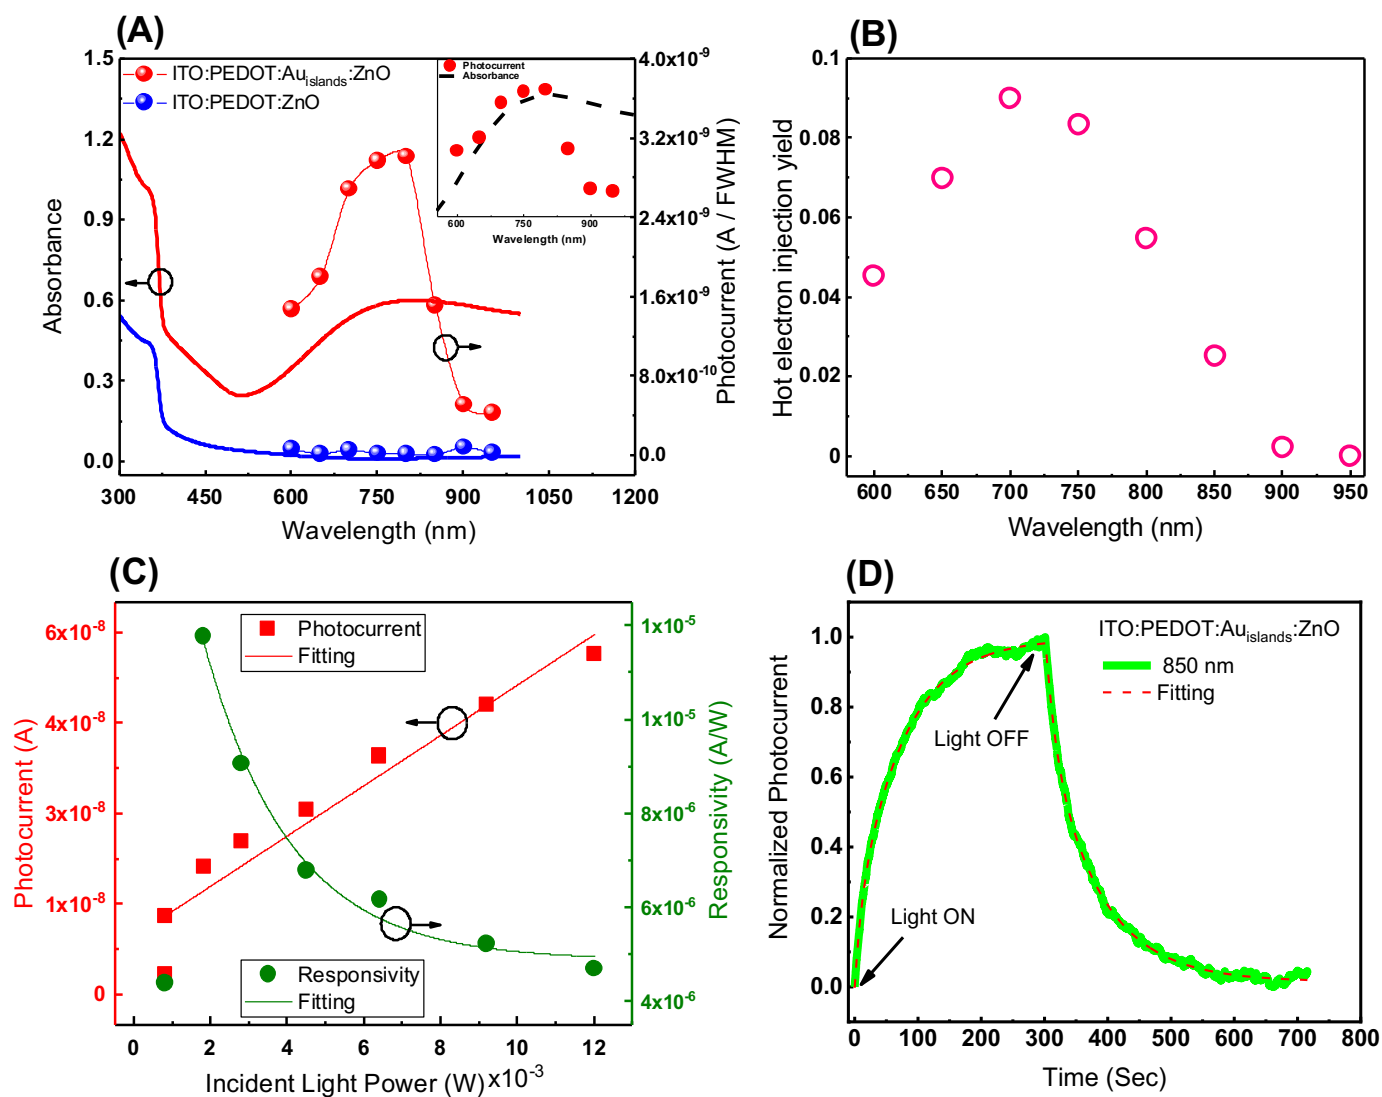 (A)
1.5
1.2
0.9
0.6
0.3
0.0
Absorbance
ITO:PEDOT:Au_islands:ZnO
ITO:PEDOT:ZnO
Photocurrent
Absorbance
600
750
900
Wavelength (nm)
4.0x10^-9
3.2x10^-9
2.4x10^-9
1.6x10^-9
8.0x10^-10
0.0
Photocurrent (A / FWHM)
300 450 600 750 900 1050 1200
Wavelength (nm)
(B)
0.1
0.08
0.06
0.04
0.02
0
Hot electron injection yield
600 650 700 750 800 850 900 950
Wavelength (nm)
(C)
6x10^-8
4x10^-8
3x10^-8
1x10^-8
0
Photocurrent (A)
Photocurrent
Fitting
Responsivity
Fitting
1x10^-5
1x10^-5
8x10^-6
6x10^-6
4x10^-6
Responsivity (A/W)
0 2 4 6 8 10 12
Incident Light Power (W) x10^-3
(D)
1.0
0.8
0.6
0.4
0.2
0.0
Normalized Photocurrent
ITO:PEDOT:Au_islands:ZnO
850 nm
Fitting
Light OFF
Light ON
0 100 200 300 400 500 600 700 800
Time (Sec)